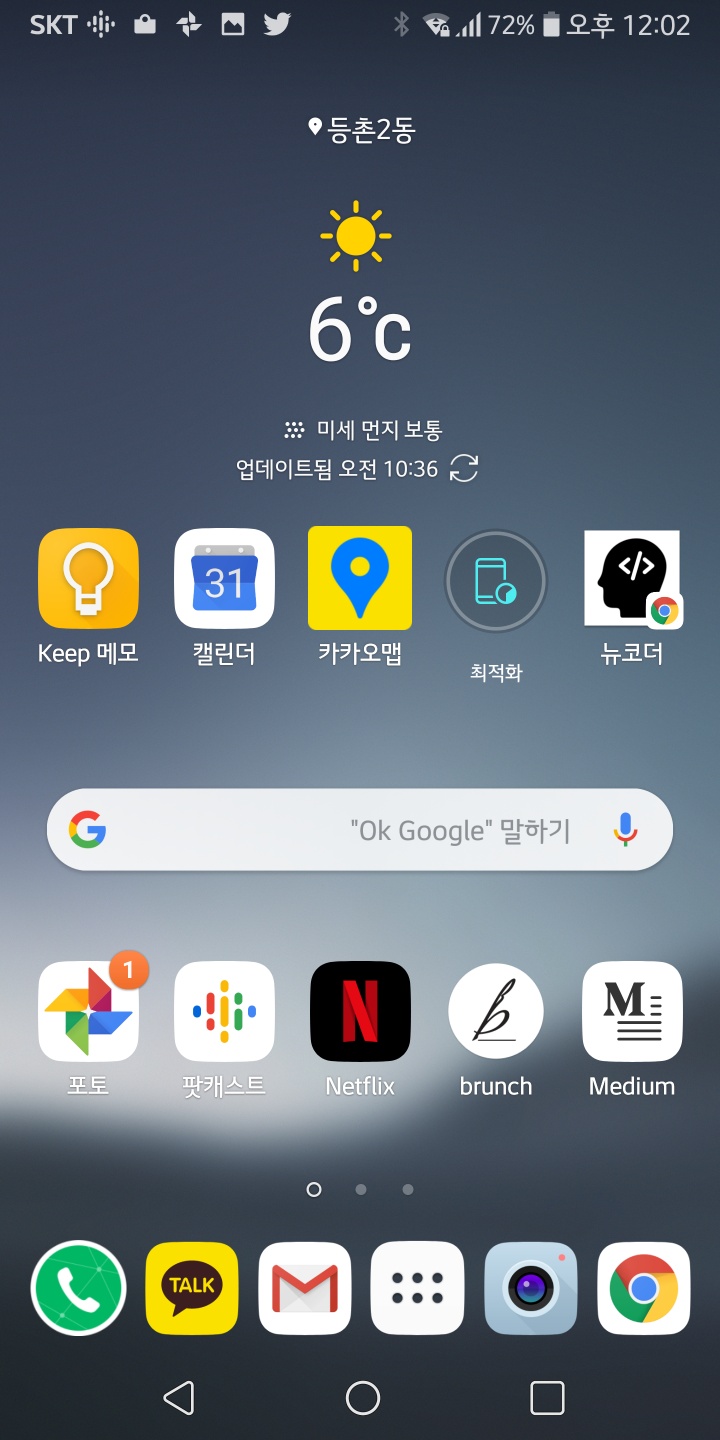 SKT 72% 오후 12:02
등촌2동
6℃
미세 먼지 보통
업데이트됨 오전 10:36
31
</>
Keep 메모 캘린더 카카오맵 최적화 뉴코더
G "Ok Google" 말하기
1
N b M
포토 팟캐스트 Netflix brunch Medium
TALK M